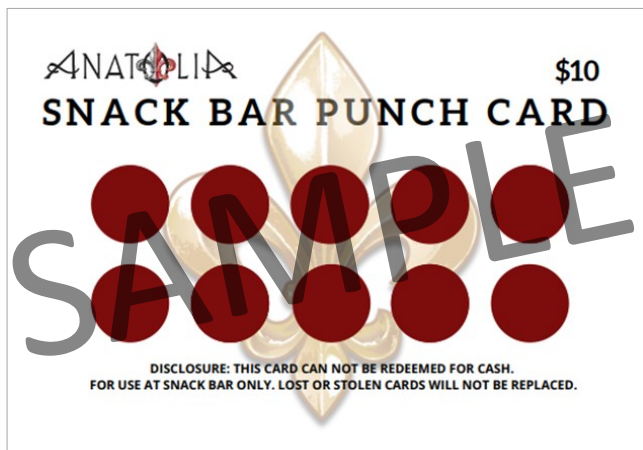 ANATOLIA
$10
SNACK BAR PUNCH CARD
SAMPLE
DISCLOSURE: THIS CARD CAN NOT BE REDEEMED FOR CASH.
FOR USE AT SNACK BAR ONLY. LOST OR STOLEN CARDS WILL NOT BE REPLACED.